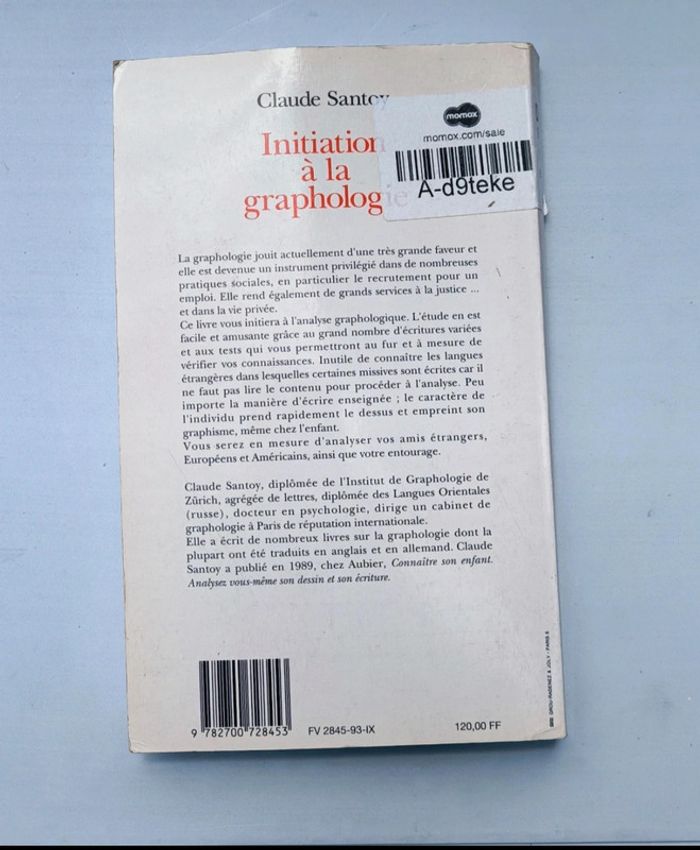 Claude Santoy
momox
momox.com/sale
A-d9teke
Initiation
à la
graphologie
La graphologie jouit actuellement d'une très grande faveur et
elle est devenue un instrument privilégié dans de nombreuses
pratiques sociales, en particulier le recrutement pour un
emploi. Elle rend également de grands services à la justice ...
et dans la vie privée.
Ce livre vous initiera à l'analyse graphologique. L'étude en est
facile et amusante grâce au grand nombre d'écritures variées
et aux tests qui vous permettront au fur et à mesure de
vérifier vos connaissances. Inutile de connaître les langues
étrangères dans lesquelles certaines missives sont écrites car il
ne faut pas lire le contenu pour procéder à l'analyse. Peu
importe la manière d'écrire enseignée ; le caractère de
l'individu prend rapidement le dessus et empreint son
graphisme, même chez l'enfant.
Vous serez en mesure d'analyser vos amis étrangers,
Européens et Américains, ainsi que votre entourage.
Claude Santoy, diplômée de l'Institut de Graphologie de
Zürich, agrégée de lettres, diplômée des Langues Orientales
(russe), docteur en psychologie, dirige un cabinet de
graphologie à Paris de réputation internationale.
Elle a écrit de nombreux livres sur la graphologie dont la
plupart ont été traduits en anglais et en allemand. Claude
Santoy a publié en 1989, chez Aubier, Connaître son enfant.
Analysez vous-même son dessin et son écriture.
9 782700 728453
FV 2845-93-IX
120,00 FF
GROU-RADENEZ & JOLY - PARIS 6